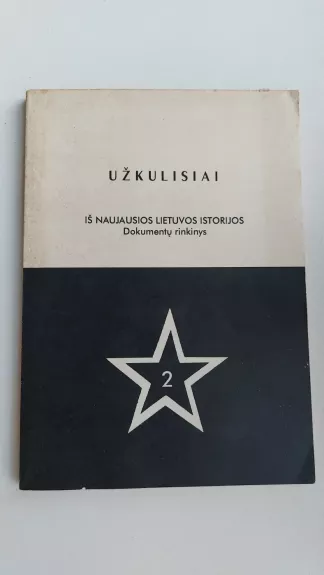 UŽKULISIAI
IŠ NAUJAUSIOS LIETUVOS ISTORIJOS
Dokumentų rinkinys
2